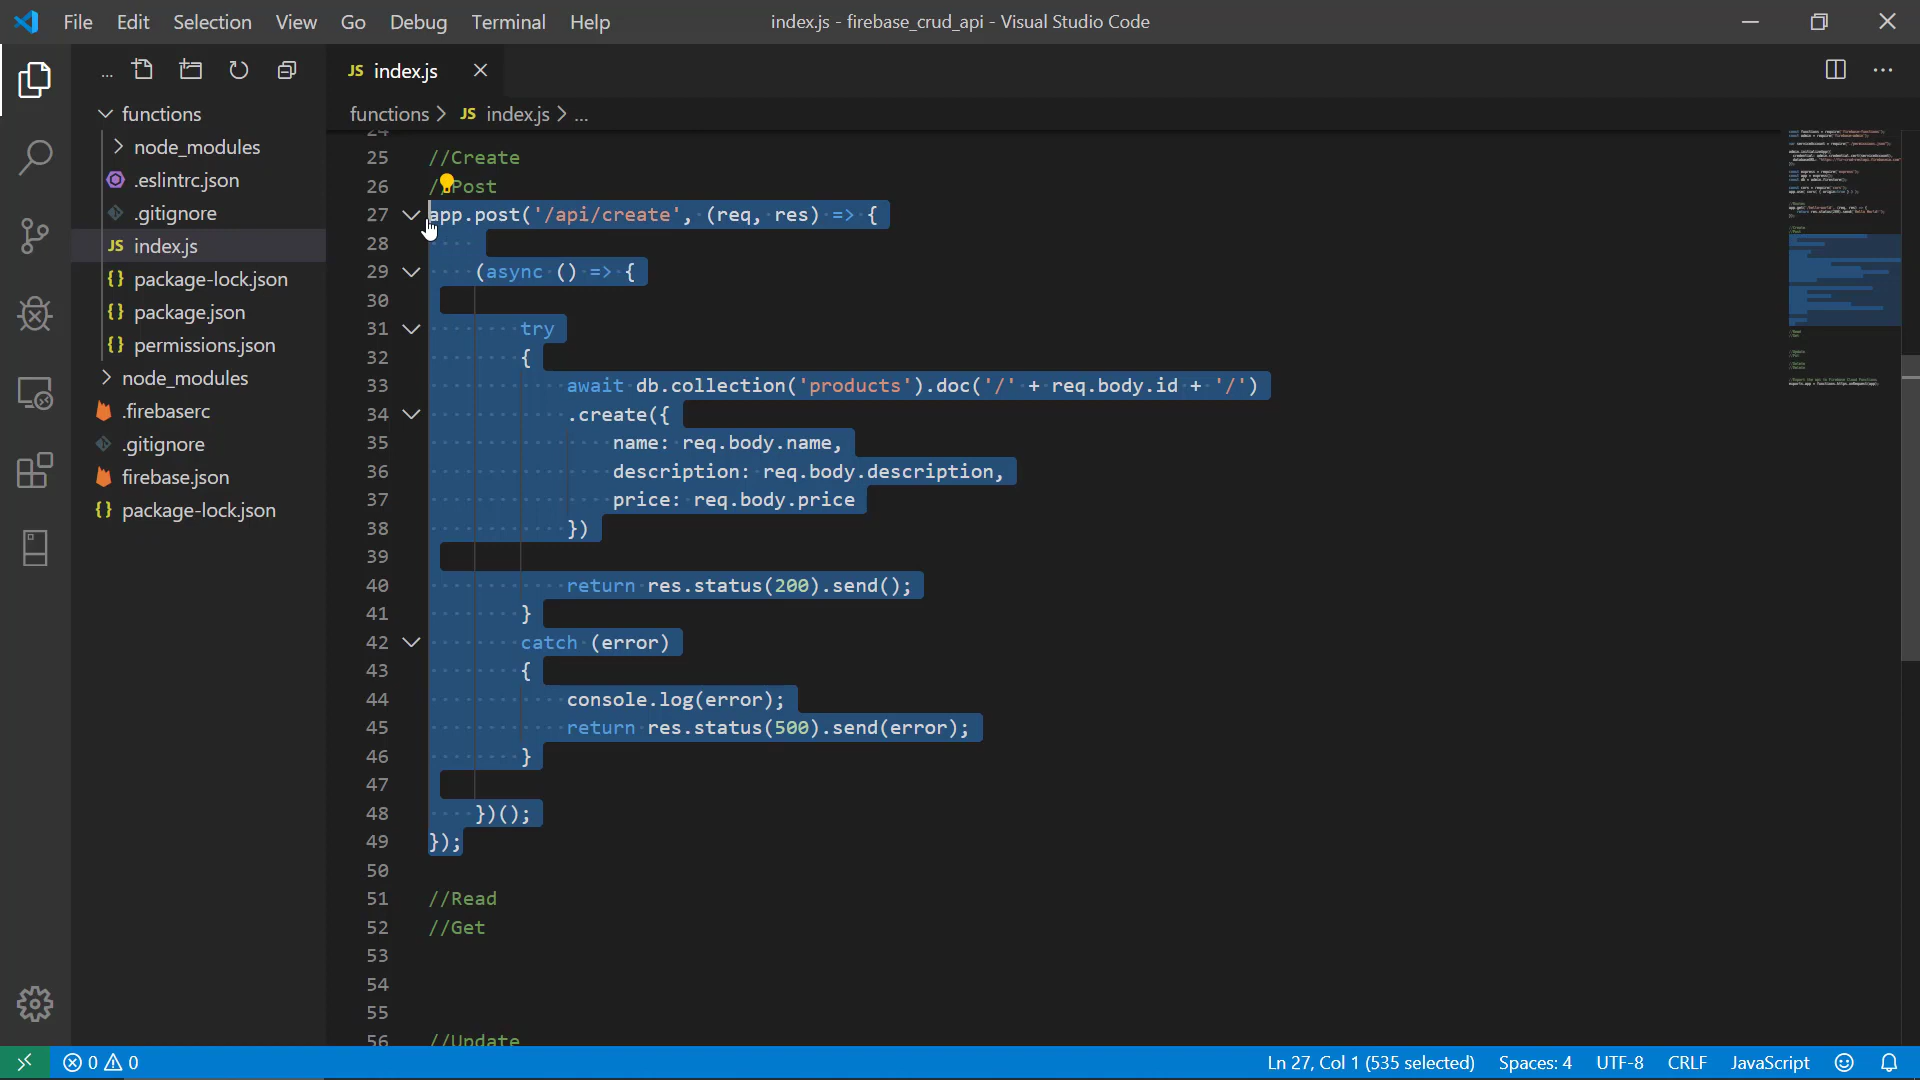 File Edit Selection View Go Debug Terminal Help
index.js - firebase_crud_api - Visual Studio Code
...
functions
node_modules
.eslintrc.json
.gitignore
JS index.js
{} package-lock.json
{} package.json
{} permissions.json
node_modules
.firebaserc
.gitignore
firebase.json
{} package-lock.json
JS index.js
functions > JS index.js > ...
24
25 //Create
26 //Post
27 app.post('/api/create', (req, res) => {
28
29 (async () => {
30
31 try
32 {
33 await db.collection('products').doc('/' + req.body.id + '/')
34 .create({
35 name: req.body.name,
36 description: req.body.description,
37 price: req.body.price
38 })
39
40 return res.status(200).send();
41 }
42 catch (error)
43 {
44 console.log(error);
45 return res.status(500).send(error);
46 }
47
48 })();
49 });
50
51 //Read
52 //Get
53
54
55
56 //Update
0 0
Ln 27, Col 1 (535 selected) Spaces: 4 UTF-8 CRLF JavaScript